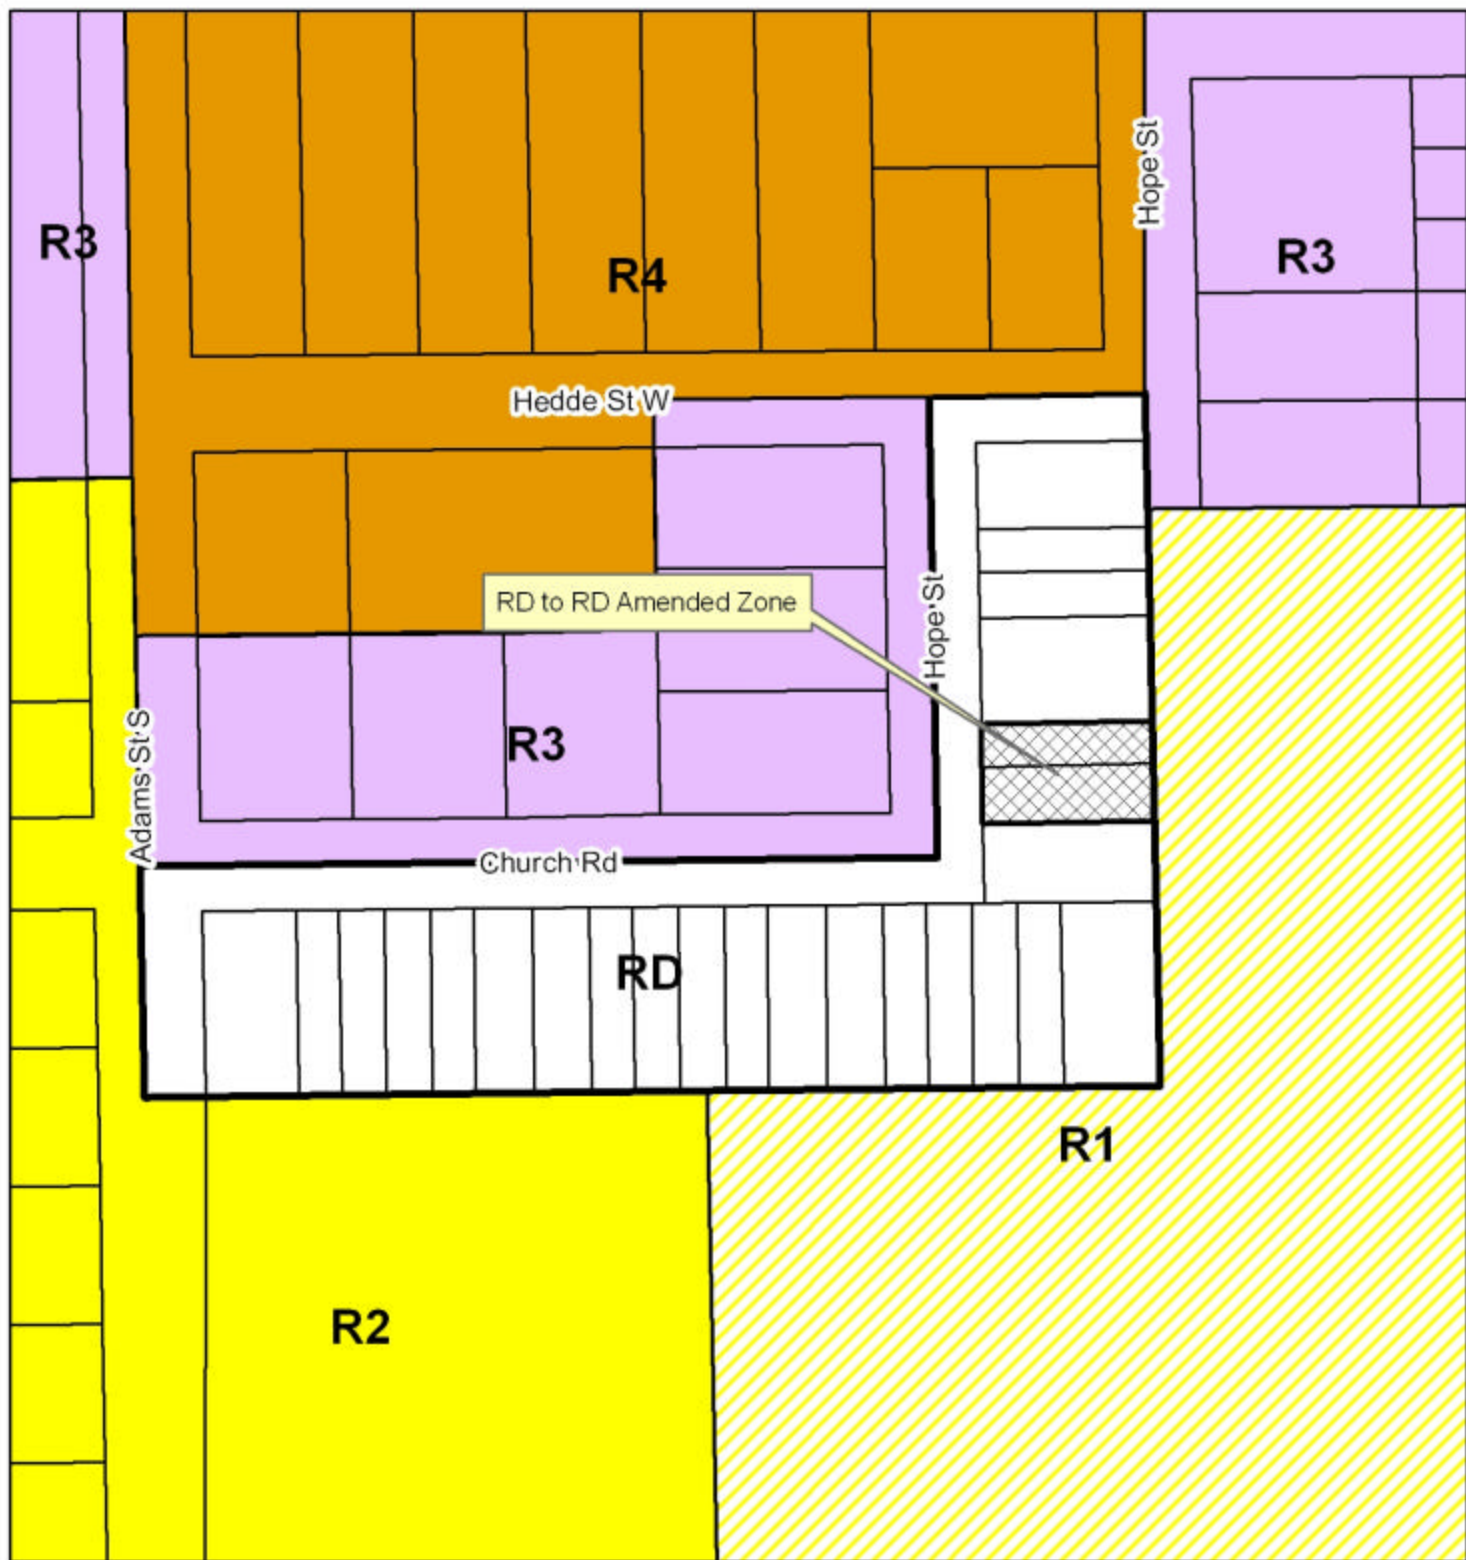 Hope St
R3
R3
R4
Hedde St W
RD to RD Amended Zone
Hope St
R3
Adams St S
Church Rd
RD
R1
R2